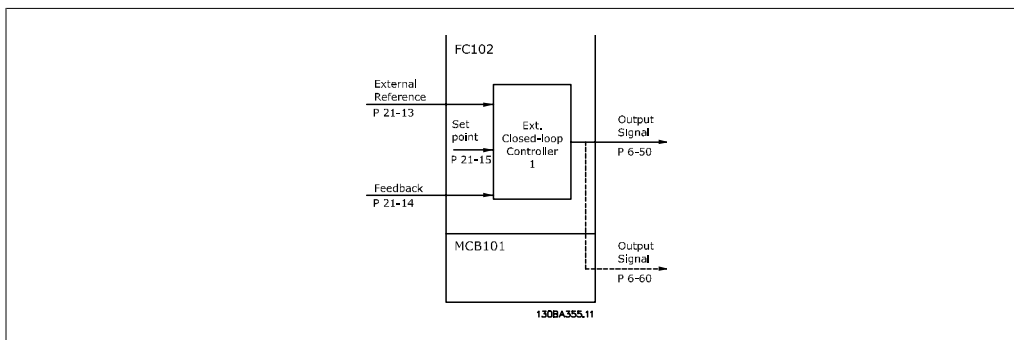 FC102
External
Reference
P 21-13
Set
point
P 21-15
Feedback
P 21-14
Ext.
Closed-loop
Controller
1
Output
Signal
P 6-50
MCB101
Output
Signal
P 6-60
130BA355.11